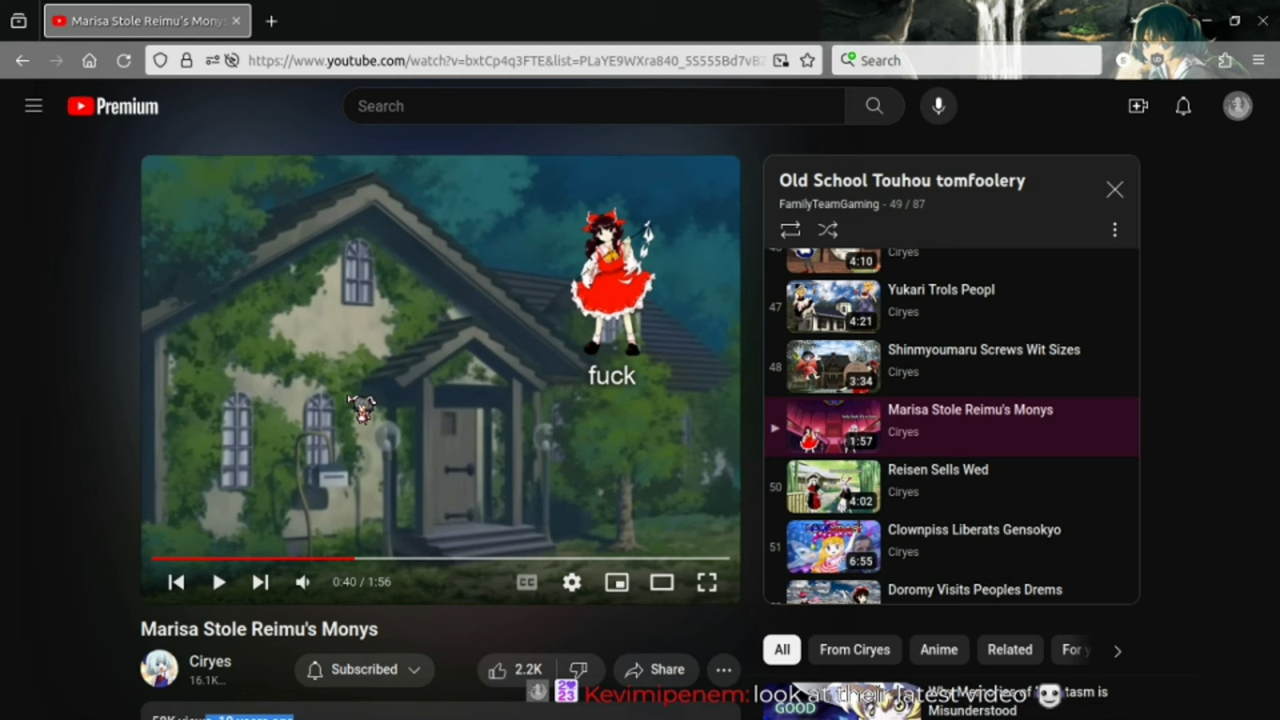 Marisa Stole Reimu's Monys
https://www.youtube.com/watch?v=bxtCp4q3FTE&list=PLaYE9WXra840_5S555Bd7vB2
Search
Premium
Search
fuck
0:40 / 1:56
CC
Old School Touhou tomfoolery
FamilyTeamGaming - 49 / 87
4:10
Ciryes
47
4:21
Yukari Trols Peopl
Ciryes
48
3:34
Shinmyoumaru Screws Wit Sizes
Ciryes
1:57
Marisa Stole Reimu's Monys
Ciryes
50
4:02
Reisen Sells Wed
Ciryes
51
6:55
Clownpiss Liberats Gensokyo
Ciryes
Doromy Visits Peoples Drems
Marisa Stole Reimu's Monys
Ciryes
16.1K...
Subscribed
2.2K
Share
All
From Ciryes
Anime
Related
For y
Kevimipenem: look at their latest video
GOOD
Misunderstood